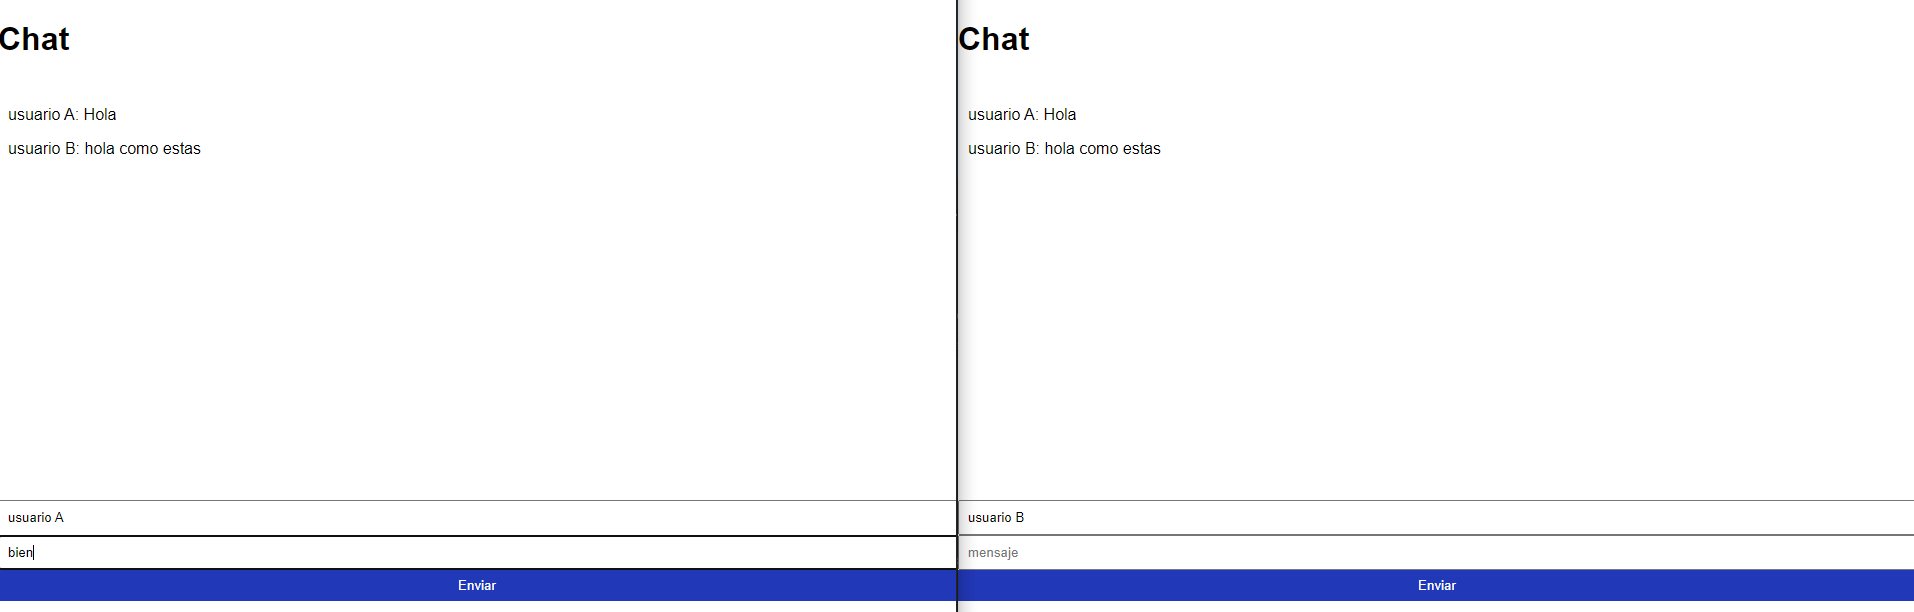 Chat
usuario A: Hola
usuario B: hola como estas
usuario A
bien
Enviar
Chat
usuario A: Hola
usuario B: hola como estas
usuario B
mensaje
Enviar